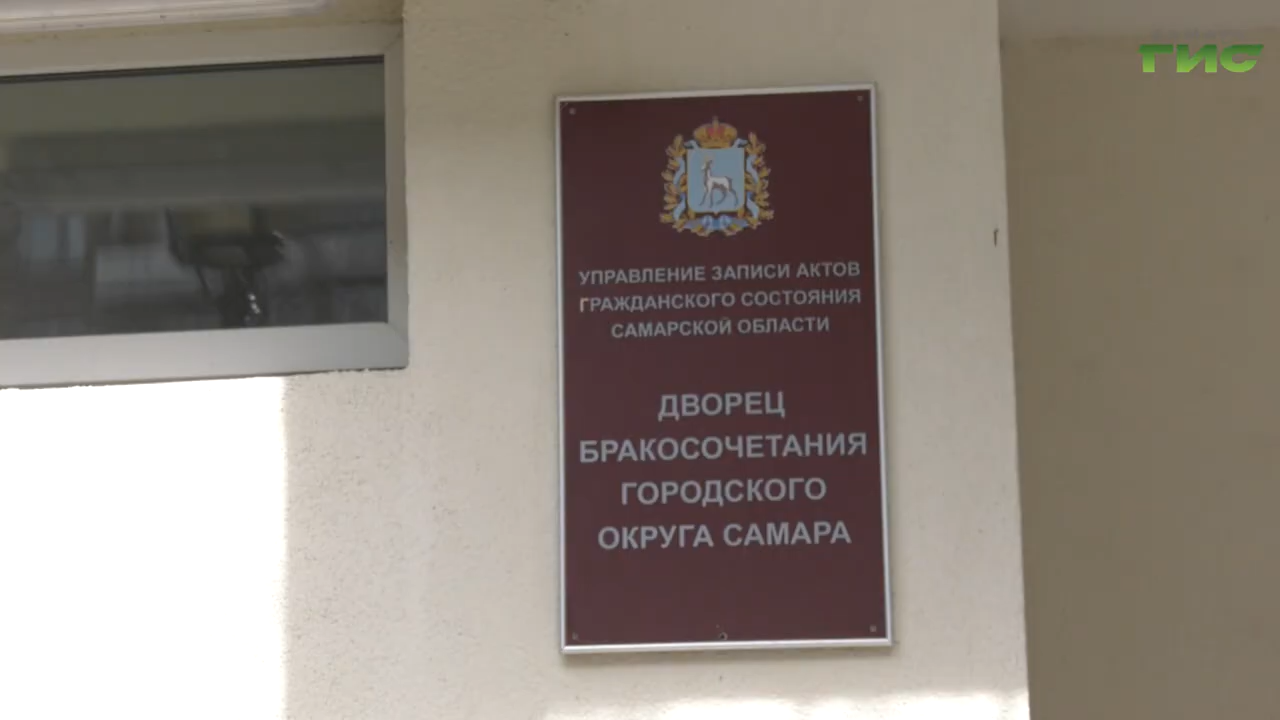 ГИС
УПРАВЛЕНИЕ ЗАПИСИ АКТОВ
ГРАЖДАНСКОГО СОСТОЯНИЯ
САМАРСКОЙ ОБЛАСТИ
ДВОРЕЦ
БРАКОСОЧЕТАНИЯ
ГОРОДСКОГО
ОКРУГА САМАРА